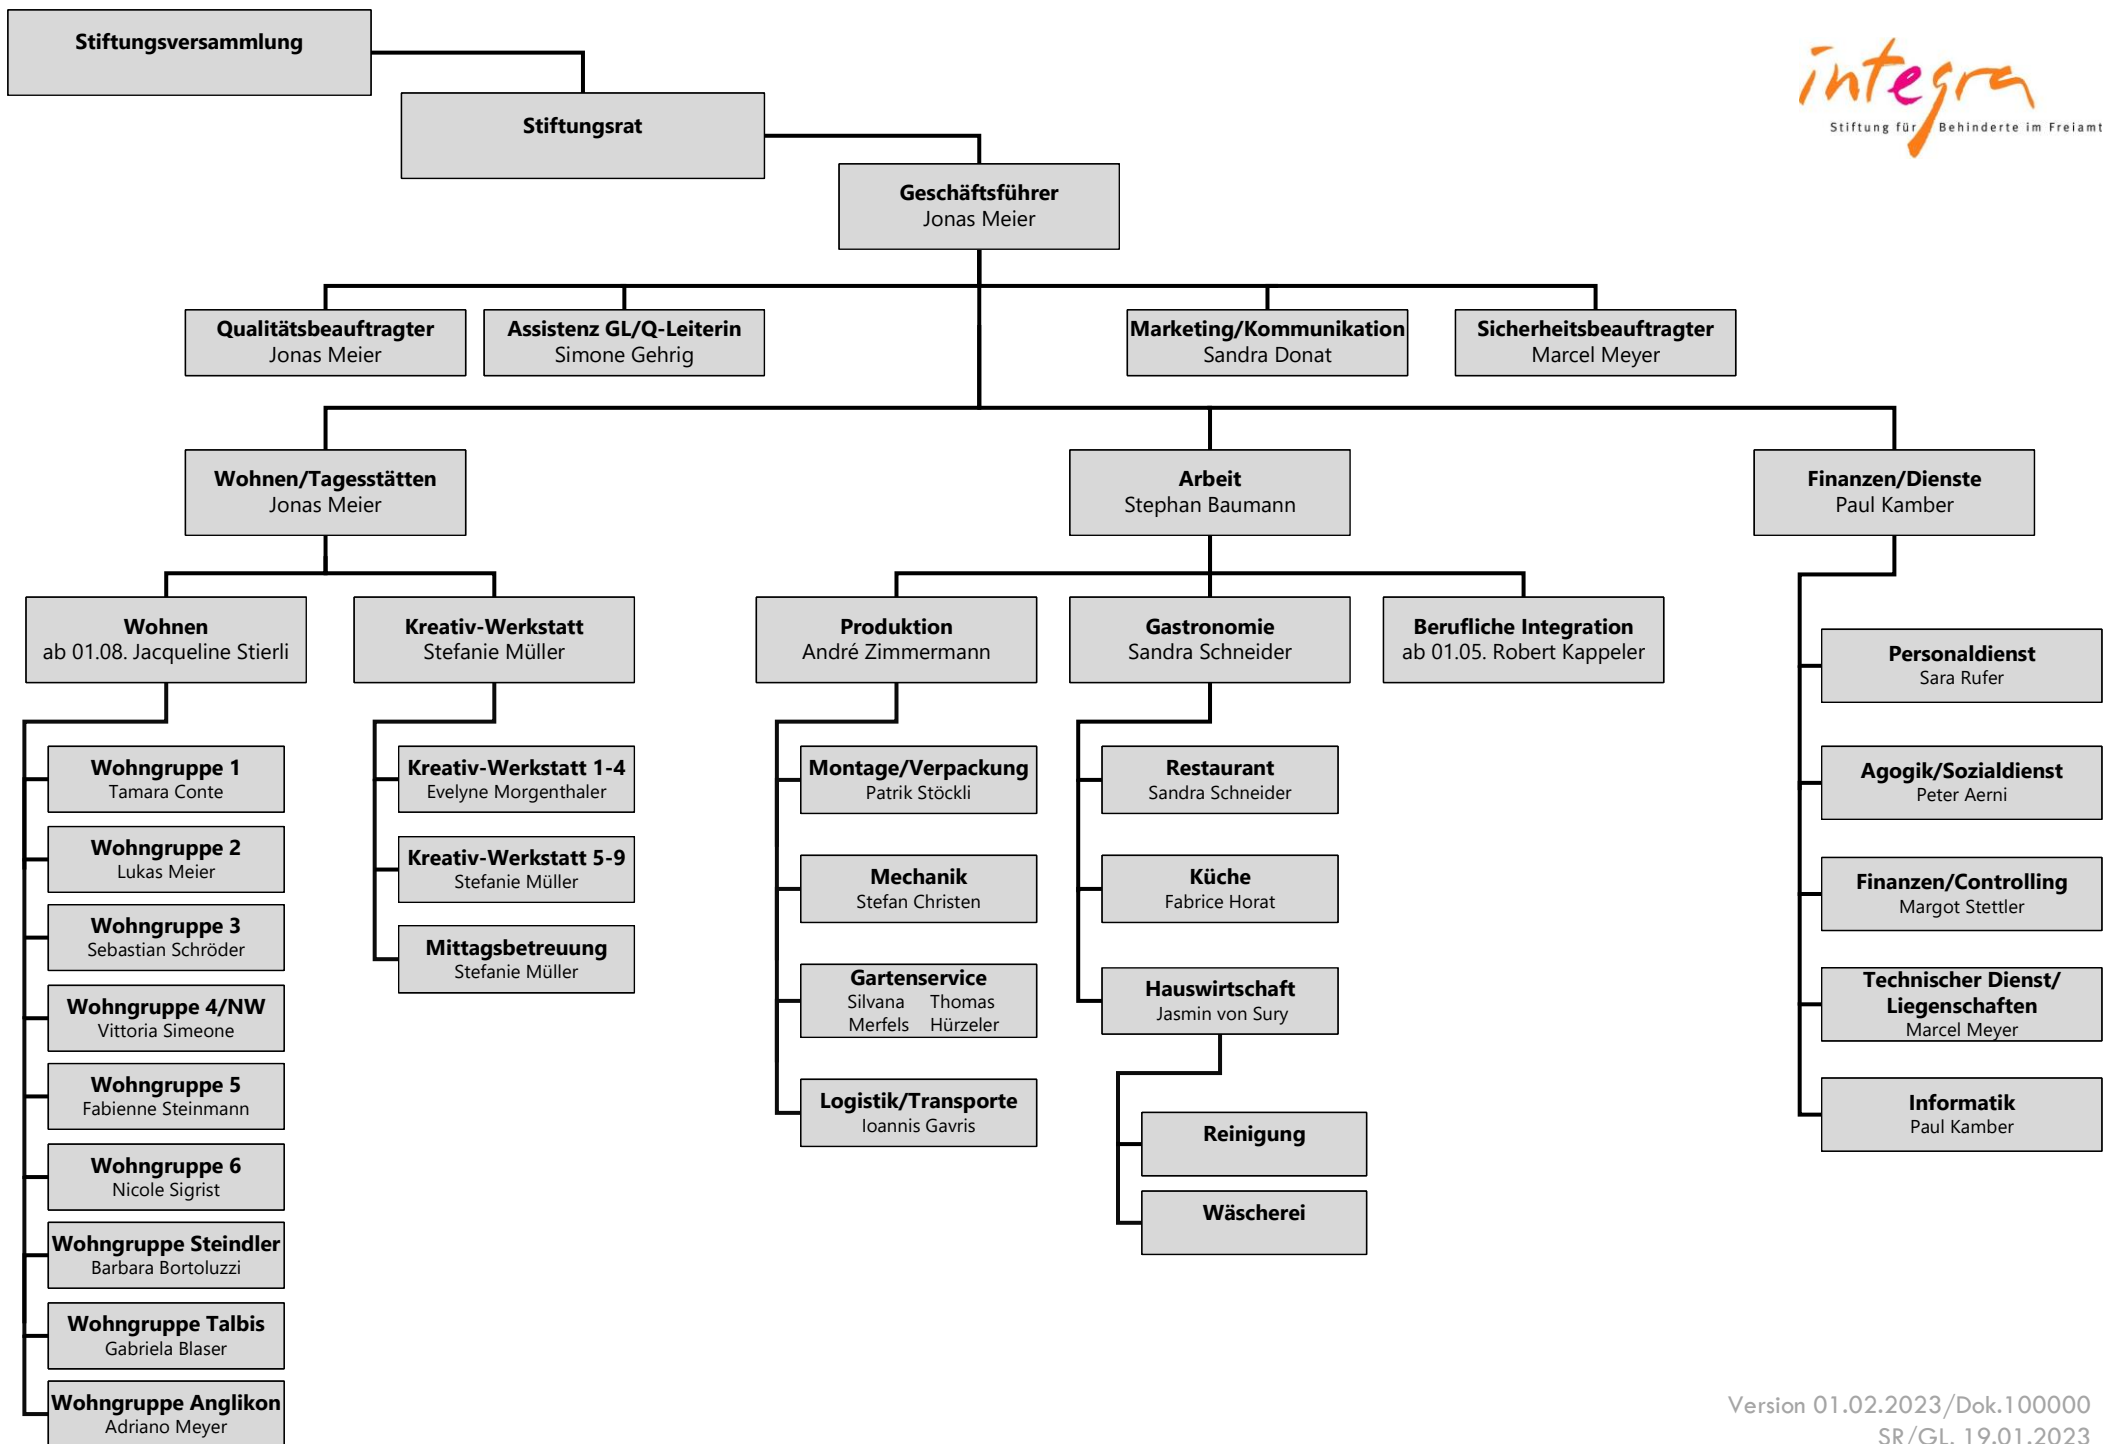 Stiftungsversammlung
integra
Stiftung für Behinderte im Freiamt
Stiftungsrat
Geschäftsführer
Jonas Meier
Qualitätsbeauftragter
Jonas Meier
Assistenz GL/Q-Leiterin
Simone Gehrig
Marketing/Kommunikation
Sandra Donat
Sicherheitsbeauftragter
Marcel Meyer
Wohnen/Tagesstätten
Jonas Meier
Arbeit
Stephan Baumann
Finanzen/Dienste
Paul Kamber
Wohnen
ab 01.08. Jacqueline Stierli
Kreativ-Werkstatt
Stefanie Müller
Produktion
André Zimmermann
Gastronomie
Sandra Schneider
Berufliche Integration
ab 01.05. Robert Kappeler
Wohngruppe 1
Tamara Conte
Wohngruppe 2
Lukas Meier
Wohngruppe 3
Sebastian Schröder
Wohngruppe 4/NW
Vittoria Simeone
Wohngruppe 5
Fabienne Steinmann
Wohngruppe 6
Nicole Sigrist
Wohngruppe Steindler
Barbara Bortoluzzi
Wohngruppe Talbis
Gabriela Blaser
Wohngruppe Anglikon
Adriano Meyer
Kreativ-Werkstatt 1-4
Evelyne Morgenthaler
Kreativ-Werkstatt 5-9
Stefanie Müller
Mittagsbetreuung
Stefanie Müller
Montage/Verpackung
Patrik Stöckli
Mechanik
Stefan Christen
Gartenservice
Silvana Thomas
Merfels Hürzeler
Logistik/Transporte
Ioannis Gavris
Restaurant
Sandra Schneider
Küche
Fabrice Horat
Hauswirtschaft
Jasmin von Sury
Reinigung
Wäscherei
Personaldienst
Sara Rufer
Agogik/Sozialdienst
Peter Aerni
Finanzen/Controlling
Margot Stettler
Technischer Dienst/
Liegenschaften
Marcel Meyer
Informatik
Paul Kamber
Version 01.02.2023/Dok.100000
SR/GL. 19.01.2023